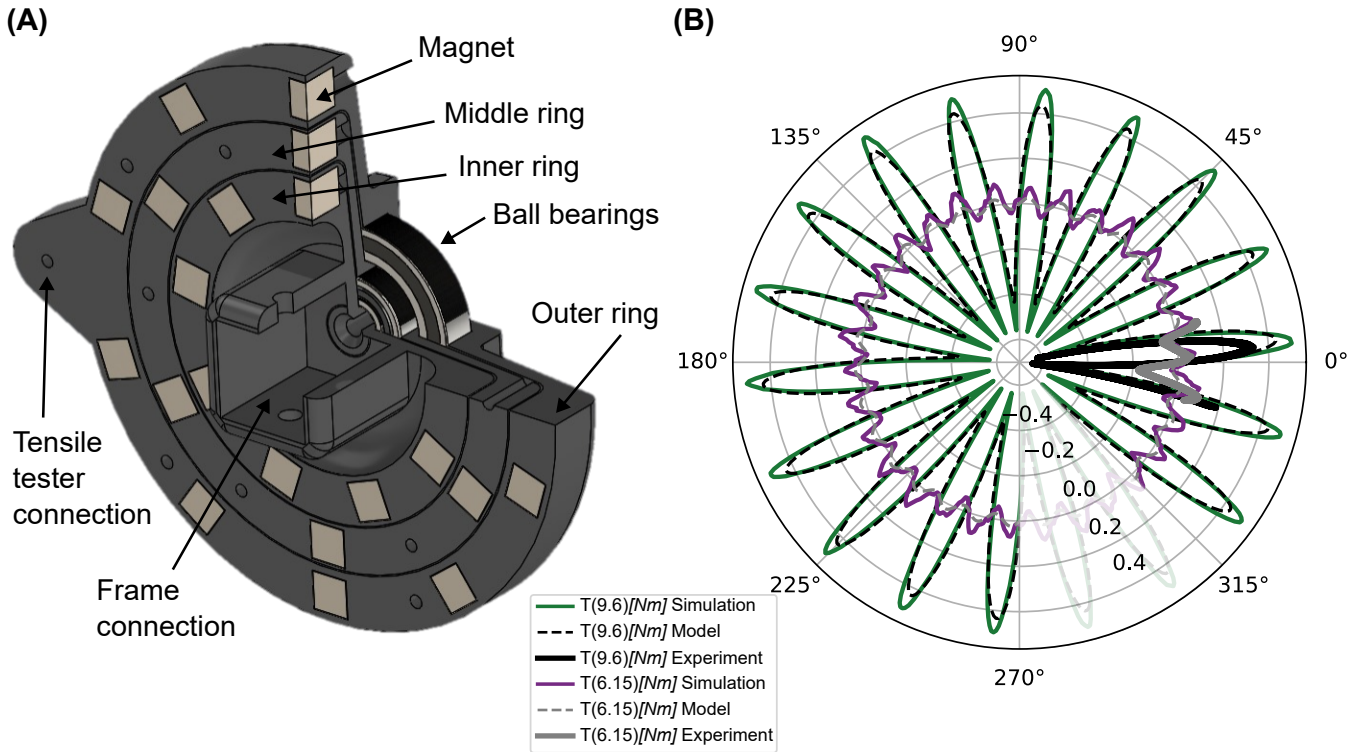 (A)
Magnet
Middle ring
Inner ring
Ball bearings
Outer ring
Tensile
tester
connection
Frame
connection
(B)
90°
135°
45°
180°
0°
−0.4
−0.2
0.0
0.2
0.4
225°
315°
270°
T(9.6)[Nm] Simulation
T(9.6)[Nm] Model
T(9.6)[Nm] Experiment
T(6.15)[Nm] Simulation
T(6.15)[Nm] Model
T(6.15)[Nm] Experiment